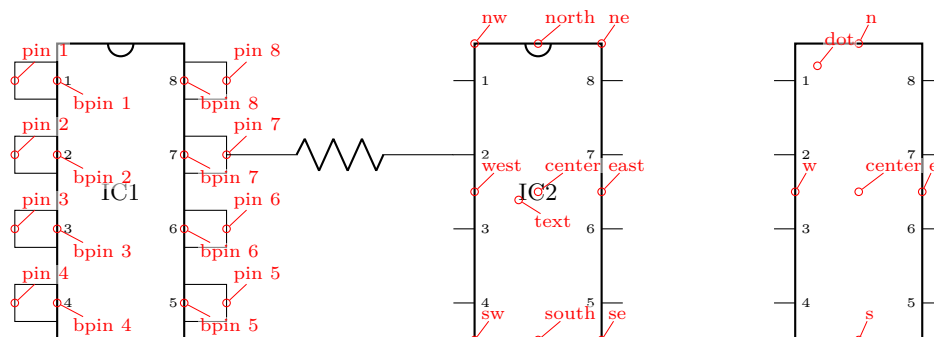 nw north ne
pin 1 pin 8 n
dot
1 8 1 8 1
bpin 1 bpin 8
pin 2 pin 7
2 7 2 7 2
bpin 2 bpin 7
west center east w center e
IC1 IC2
pin 3 pin 6 text
3 6 3 6 3
bpin 3 bpin 6
pin 4 pin 5
4 5 4 5 4
bpin 4 bpin 5 sw south se s